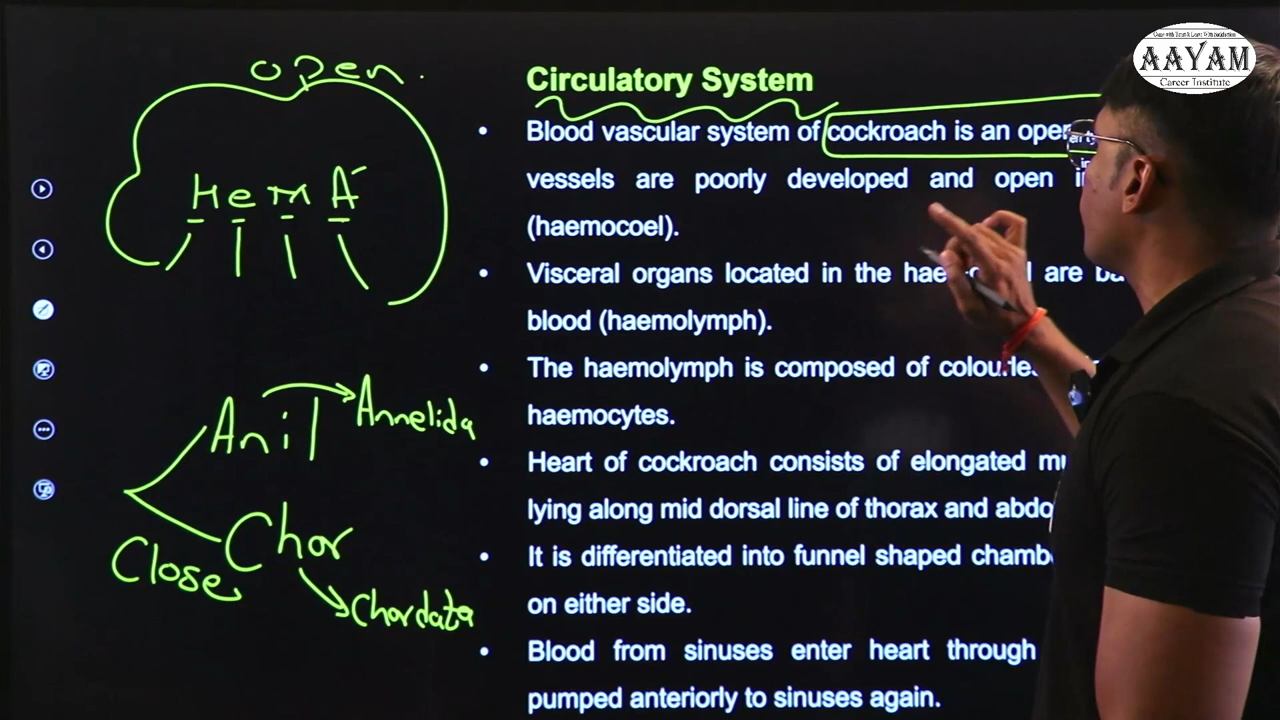 AAYAM
Career Institute
open.
HemA
Anil
Annelida
Chor
Close
Chordata
Circulatory System
• Blood vascular system of cockroach is an open
vessels are poorly developed and open
(haemocoel).
• Visceral organs located in the are
blood (haemolymph).
• The haemolymph is composed of
haemocytes.
• Heart of cockroach consists of elongated
lying along mid dorsal line of thorax and
• It is differentiated into funnel shaped
on either side.
• Blood from sinuses enter heart through
pumped anteriorly to sinuses again.